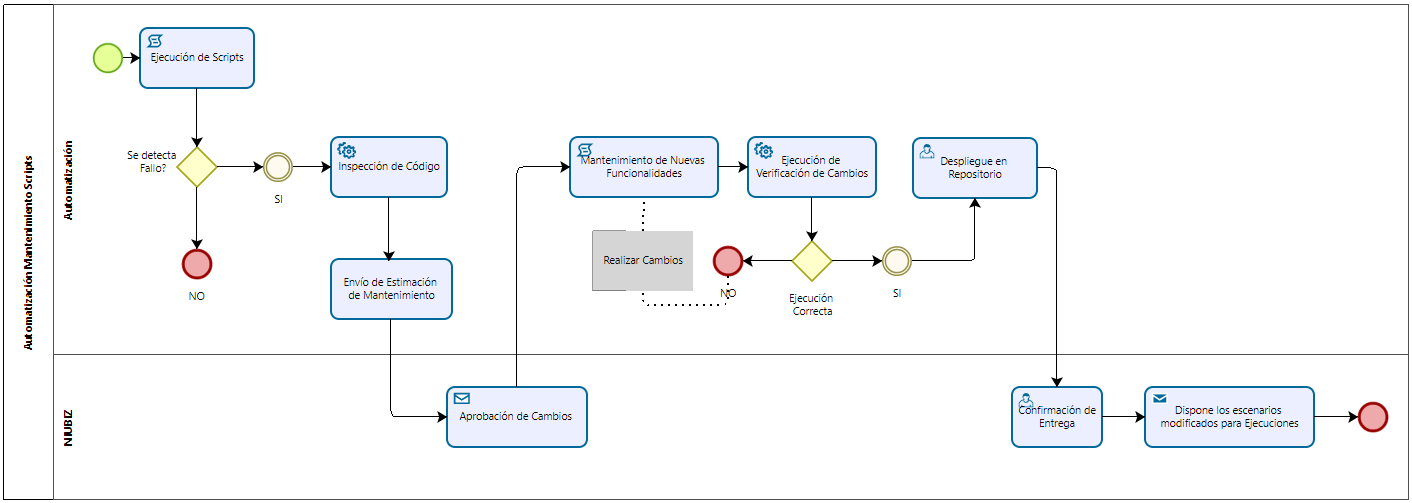 Automatización Mantenimiento Scripts
Automatización
Ejecución de Scripts
Se detecta
Fallo?
SI
NO
Inspección de Código
Envío de Estimación
de Mantenimiento
Mantenimiento de Nuevas
Funcionalidades
Ejecución de
Verificación de Cambios
Realizar Cambios
NO
Ejecución
Correcta
SI
Despliegue en
Repositorio
NIUBIZ
Aprobación de Cambios
Confirmación de
Entrega
Dispone los escenarios
modificados para Ejecuciones